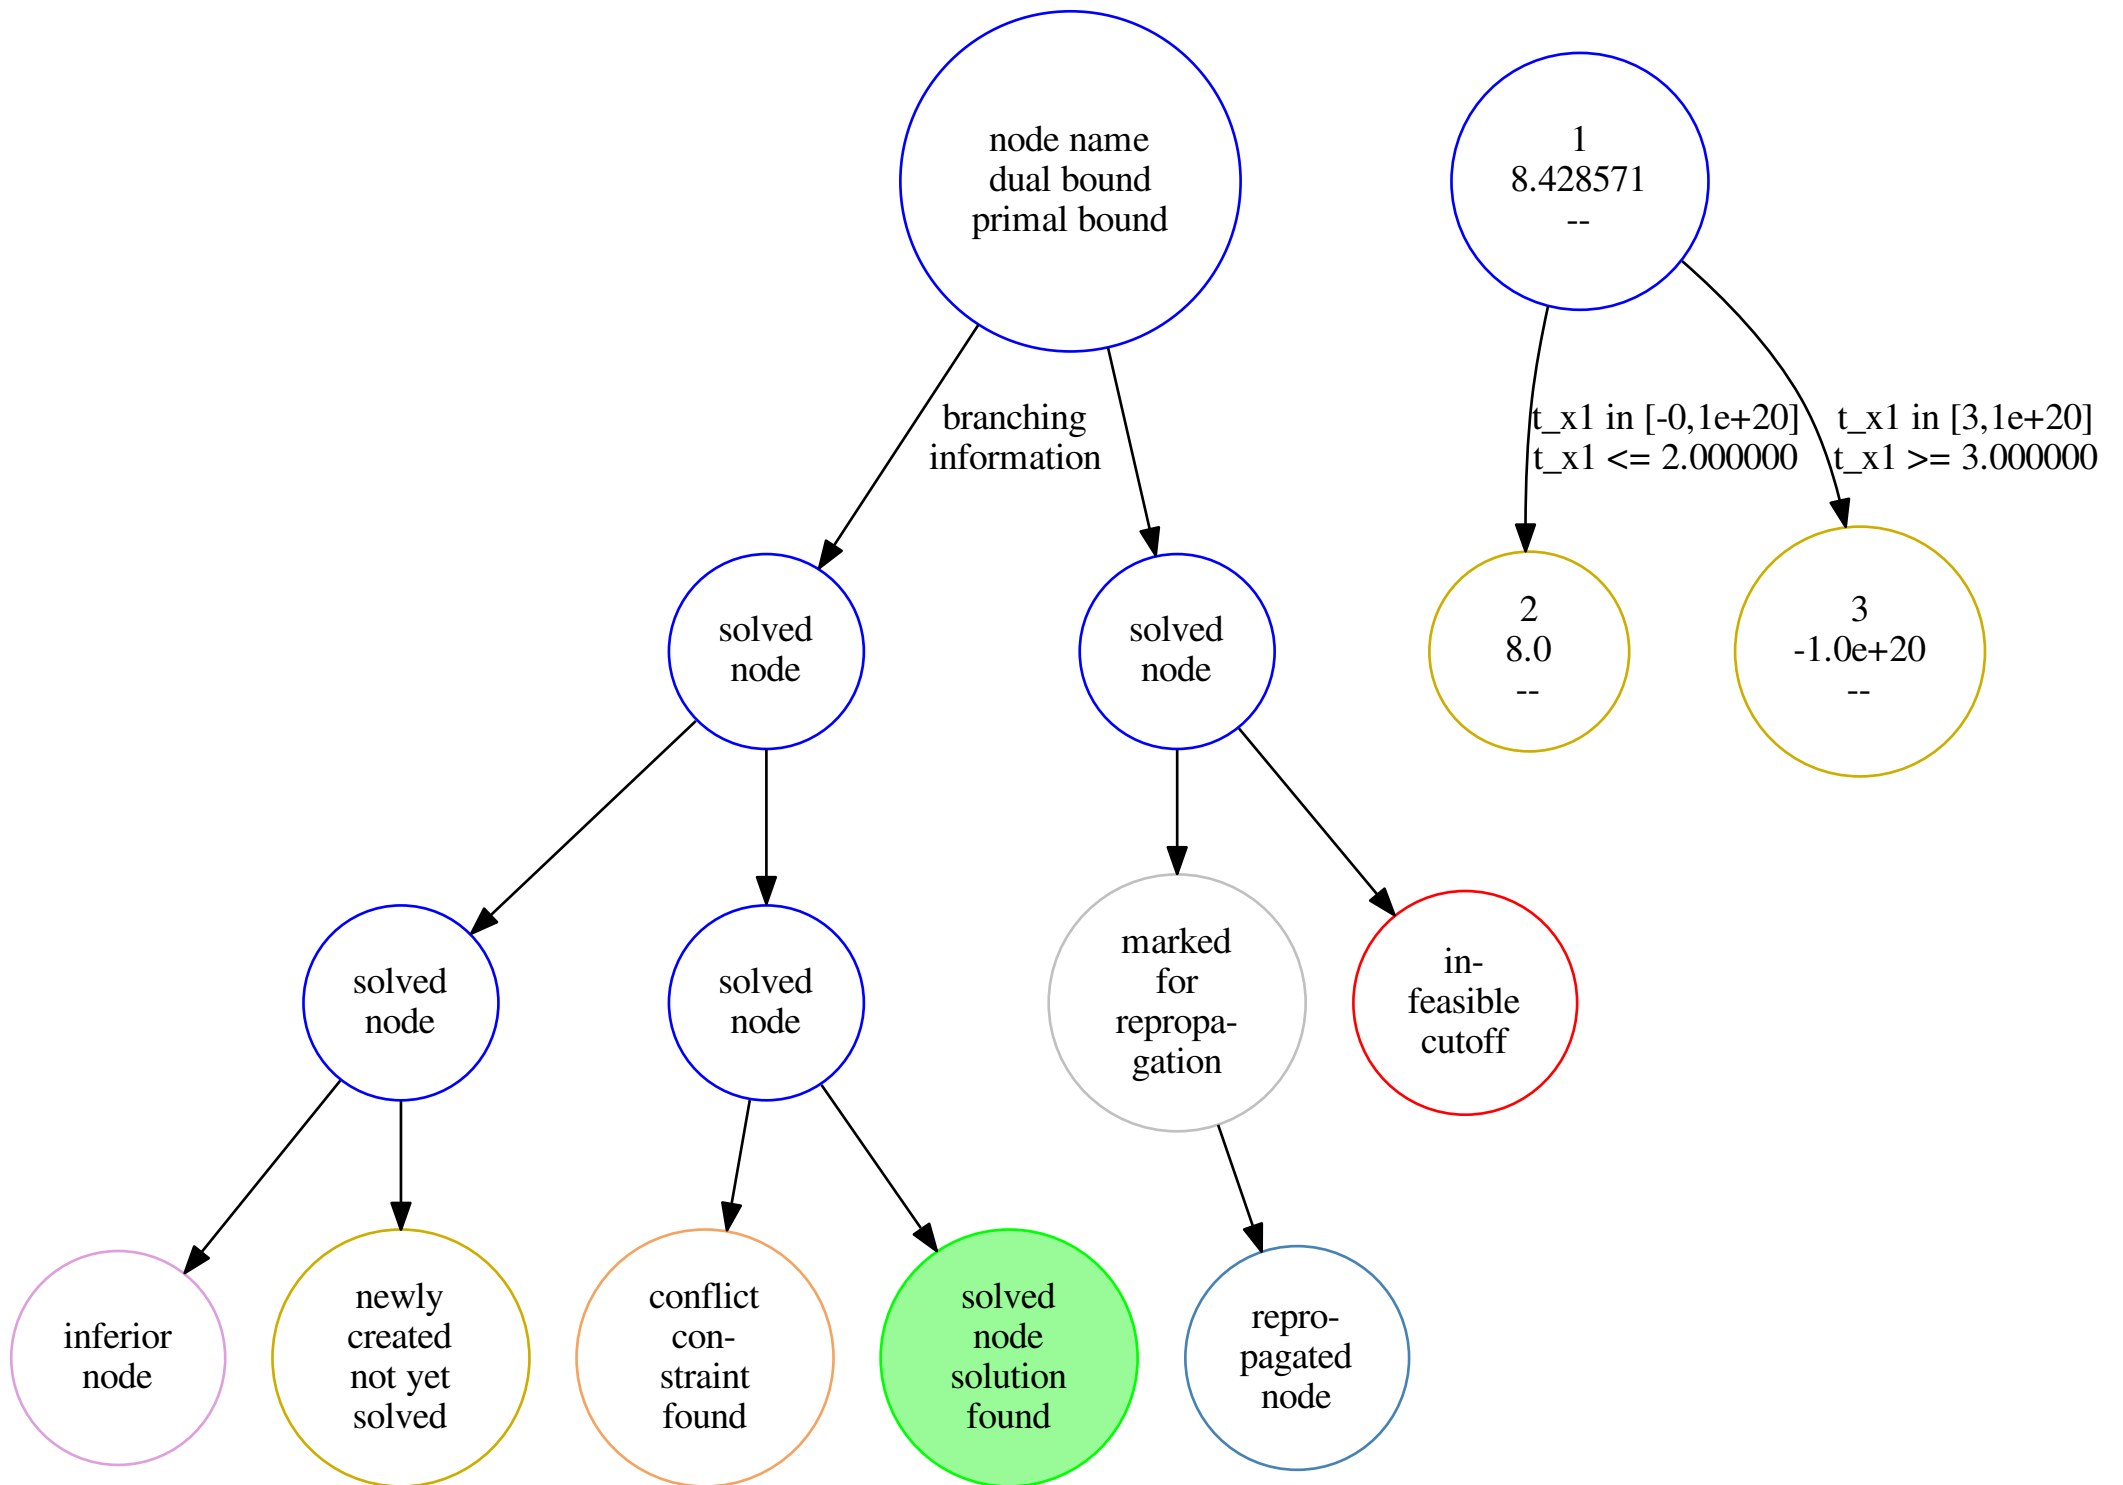 node name
dual bound
primal bound
1
8.428571
--
branching
information
t_x1 in [-0,1e+20]
t_x1 <= 2.000000
t_x1 in [3,1e+20]
t_x1 >= 3.000000
solved
node
solved
node
2
8.0
--
3
-1.0e+20
--
solved
node
solved
node
marked
for
repropa-
gation
in-
feasible
cutoff
inferior
node
newly
created
not yet
solved
conflict
con-
straint
found
solved
node
solution
found
repro-
pagated
node